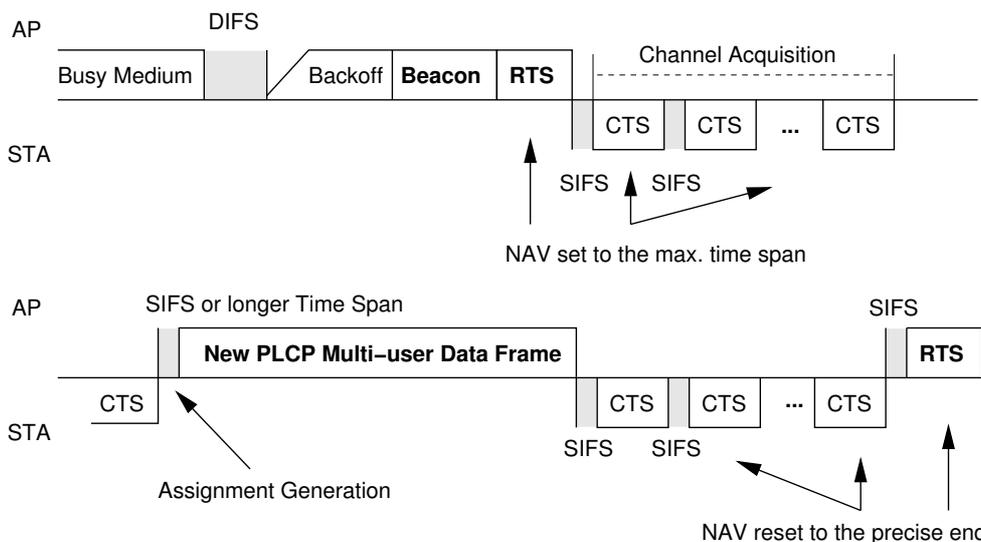 AP
DIFS
Busy Medium
Backoff
Beacon
RTS
Channel Acquisition
CTS
CTS
...
CTS
STA
SIFS
SIFS
NAV set to the max. time span
AP
SIFS or longer Time Span
SIFS
New PLCP Multi−user Data Frame
RTS
CTS
CTS
CTS
...
CTS
STA
SIFS
SIFS
Assignment Generation
NAV reset to the precise end